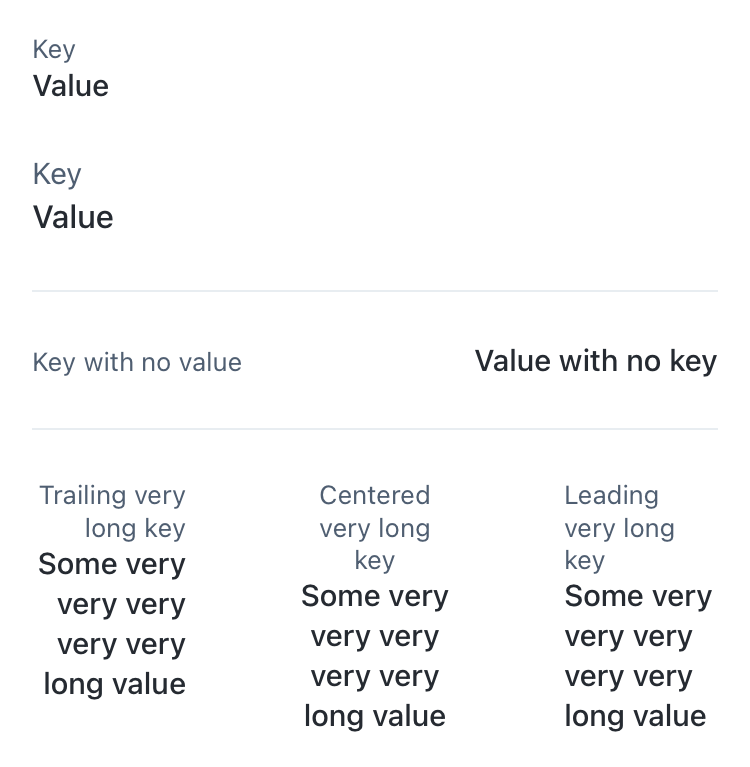 Key
Value
Key
Value
Key with no value
Value with no key
Trailing very
long key
Some very
very very
very very
long value
Centered
very long
key
Some very
very very
very very
long value
Leading
very long
key
Some very
very very
very very
long value